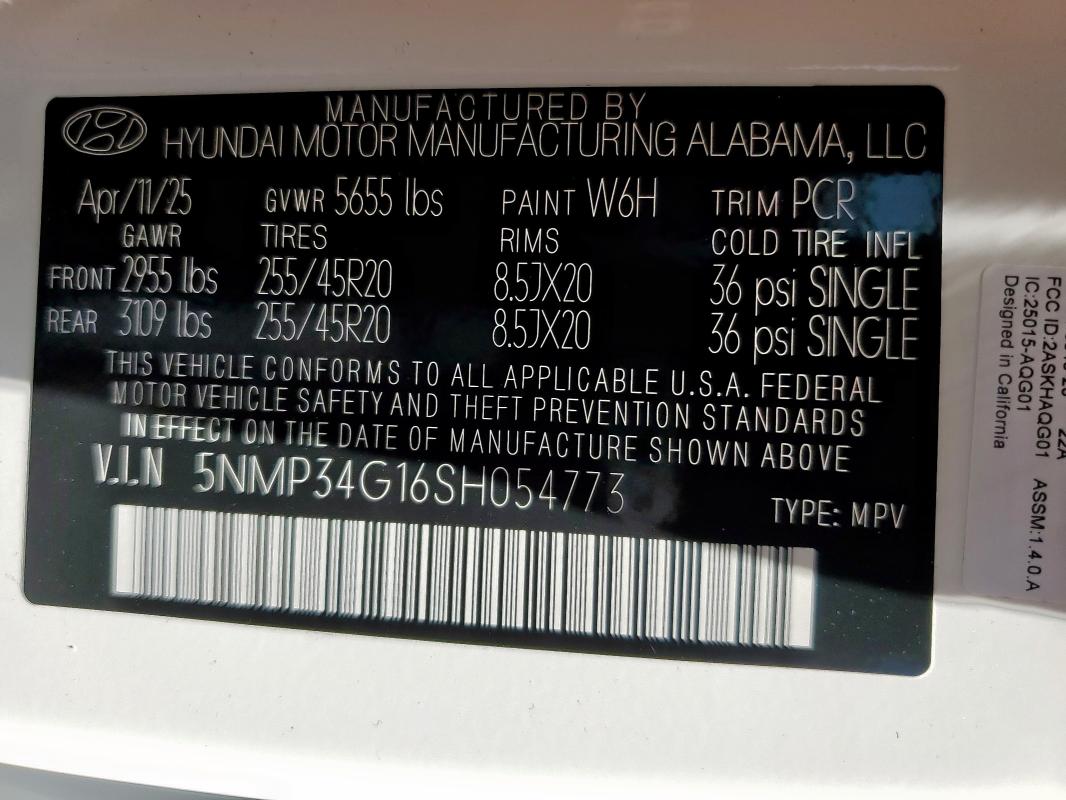 MANUFACTURED BY
HYUNDAI MOTOR MANUFACTURING ALABAMA, LLC
Apr/11/25 GVWR 5655 lbs PAINT W6H TRIM PCR
GAWR TIRES RIMS COLD TIRE INFL
FRONT 2955 lbs 255/45R20 8.5JX20 36 psi SINGLE
REAR 3109 lbs 255/45R20 8.5JX20 36 psi SINGLE
THIS VEHICLE CONFORMS TO ALL APPLICABLE U.S.A. FEDERAL
MOTOR VEHICLE SAFETY AND THEFT PREVENTION STANDARDS
IN EFFECT ON THE DATE OF MANUFACTURE SHOWN ABOVE
V.I.N 5NMP34G16SH054773
TYPE: MPV
22A
FCC ID:2ASKHAQG01 ASSM:1.4.0.A
IC:25015-AQG01
Designed in California